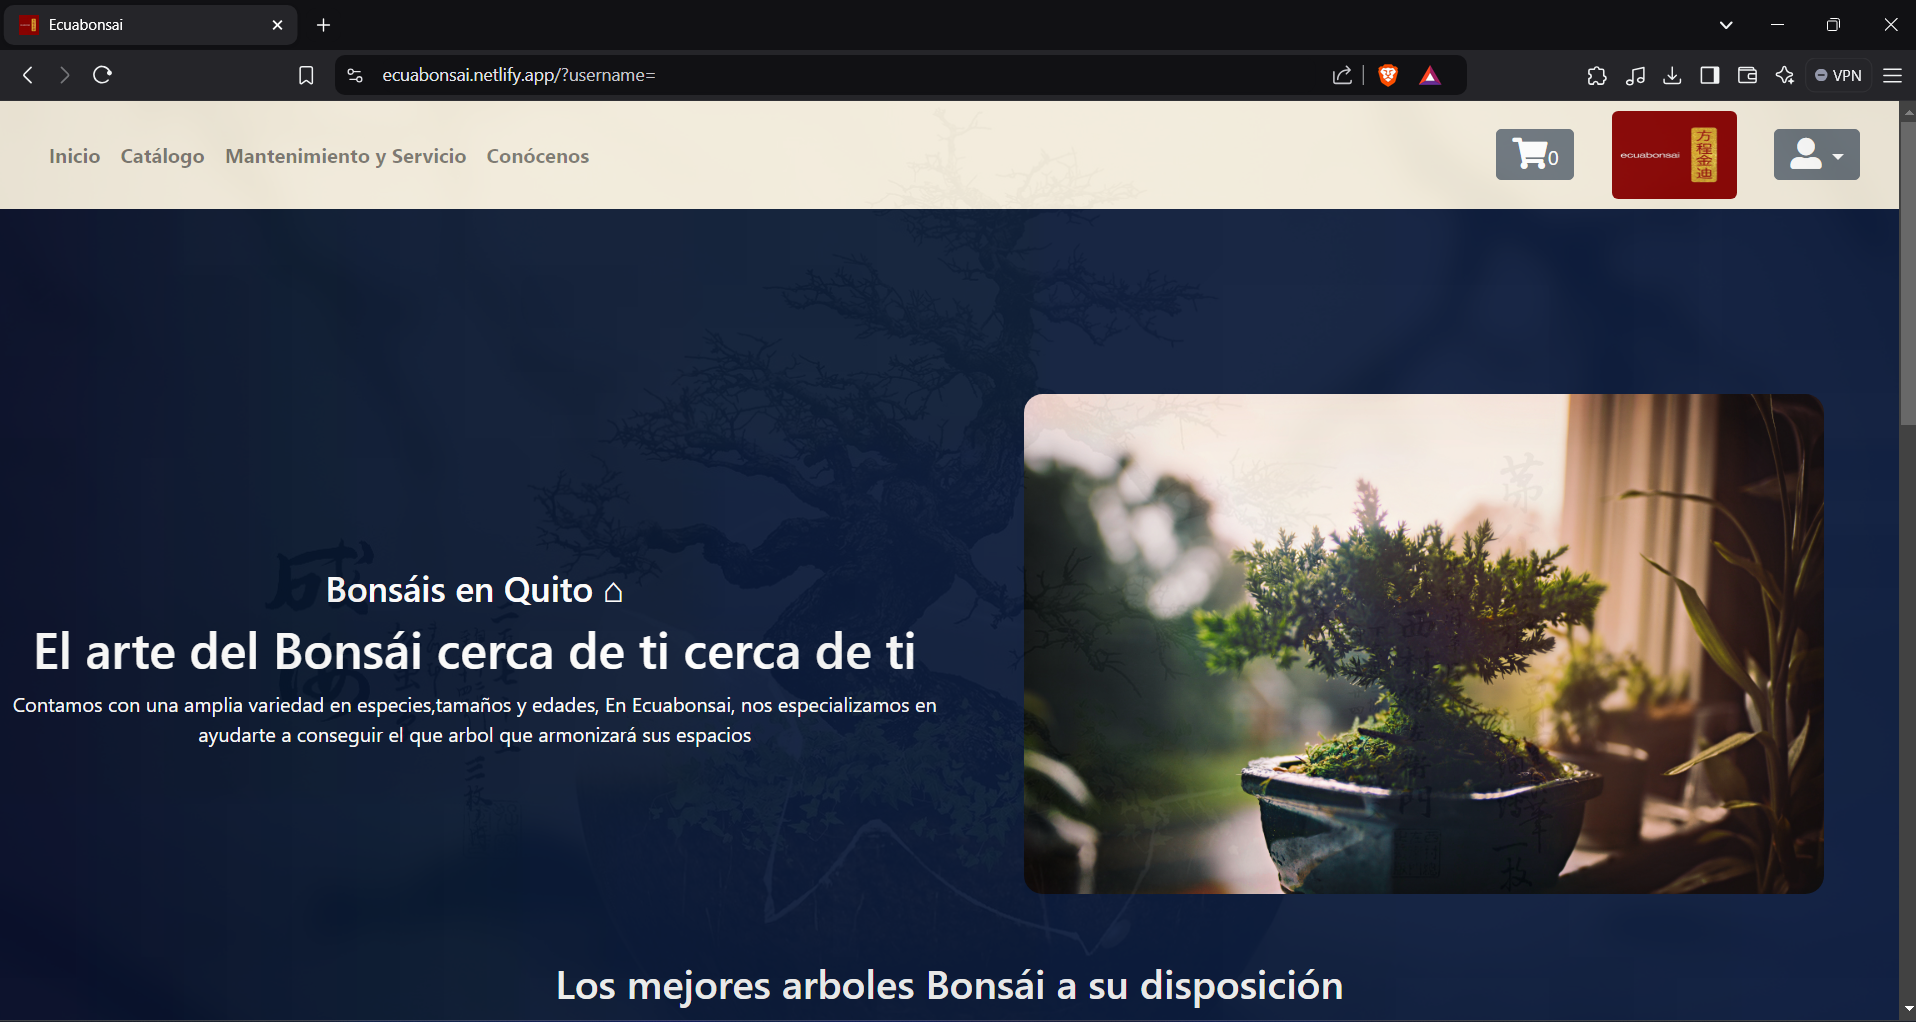 Ecuabonsai
ecuabonsai.netlify.app/?username=
VPN
Inicio Catálogo Mantenimiento y Servicio Conócenos
0
ecuabonsai
方程金迪
Bonsáis en Quito ⌂
El arte del Bonsái cerca de ti cerca de ti
Contamos con una amplia variedad en especies,tamaños y edades, En Ecuabonsai, nos especializamos en
ayudarte a conseguir el que arbol que armonizará sus espacios
Los mejores arboles Bonsái a su disposición